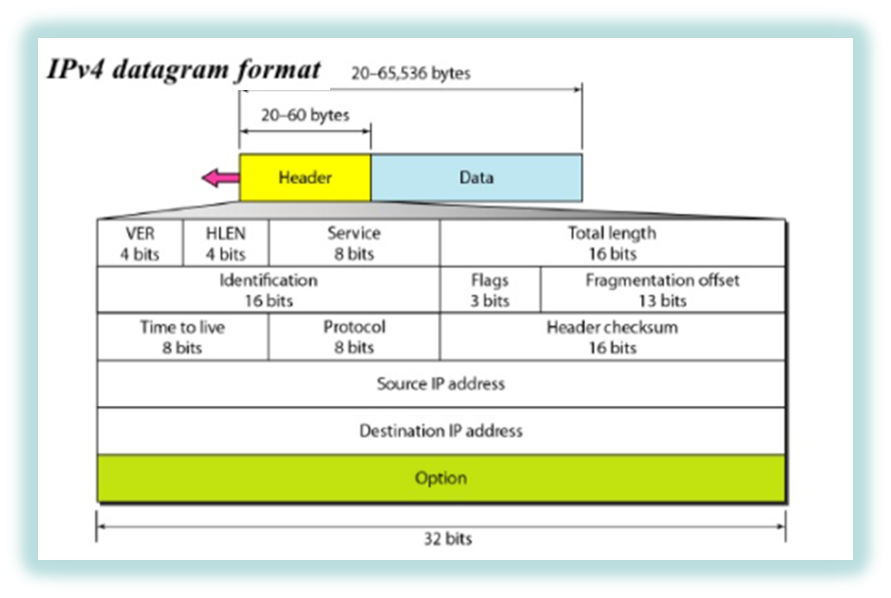 IPv4 datagram format
20–65,536 bytes
20–60 bytes
Header Data
VER HLEN Service Total length
4 bits 4 bits 8 bits 16 bits
Identification Flags Fragmentation offset
16 bits 3 bits 13 bits
Time to live Protocol Header checksum
8 bits 8 bits 16 bits
Source IP address
Destination IP address
Option
32 bits